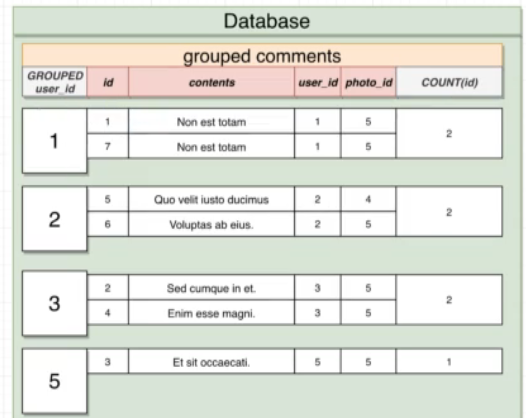 Database
grouped comments
GROUPED user_id id contents user_id photo_id COUNT(id)
1 1 Non est totam 1 5 2
7 Non est totam 1 5
2 5 Quo velit iusto ducimus 2 4 2
6 Voluptas ab eius. 2 5
3 2 Sed cumque in et. 3 5 2
4 Enim esse magni. 3 5
5 3 Et sit occaecati. 5 5 1